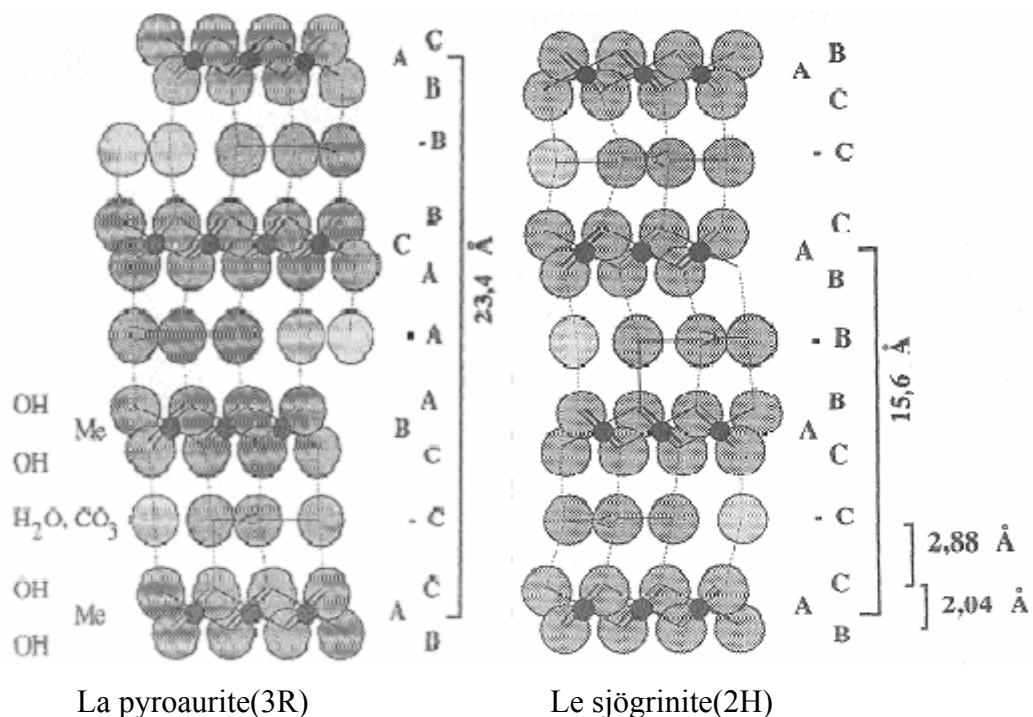 C
A
B
-B
B
C
A
23,4 Å
- A
OH
A
Me
B
OH
C
H₂O, CO₃
- C
OH
C
Me
A
OH
B
B
A
C
- C
C
A
B
- B
15,6 Å
B
A
C
- C
2,88 Å
C
A
2,04 Å
B
La pyroaurite(3R)
Le sjögrinite(2H)